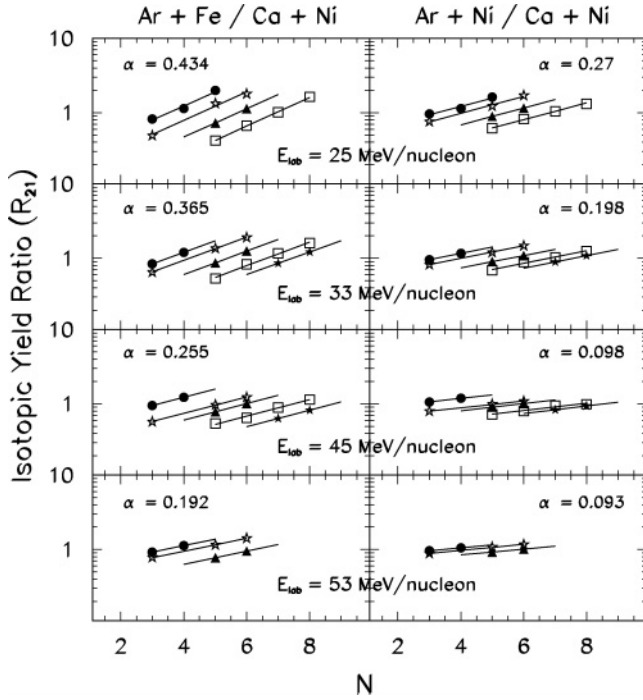 Ar + Fe / Ca + Ni
Ar + Ni / Ca + Ni
Isotopic Yield Ratio (R21)
10
α = 0.434
α = 0.27
1
E_lab = 25 MeV/nucleon
10
α = 0.365
α = 0.198
1
E_lab = 33 MeV/nucleon
10
α = 0.255
α = 0.098
1
E_lab = 45 MeV/nucleon
10
α = 0.192
α = 0.093
1
E_lab = 53 MeV/nucleon
2 4 6 8 2 4 6 8
N